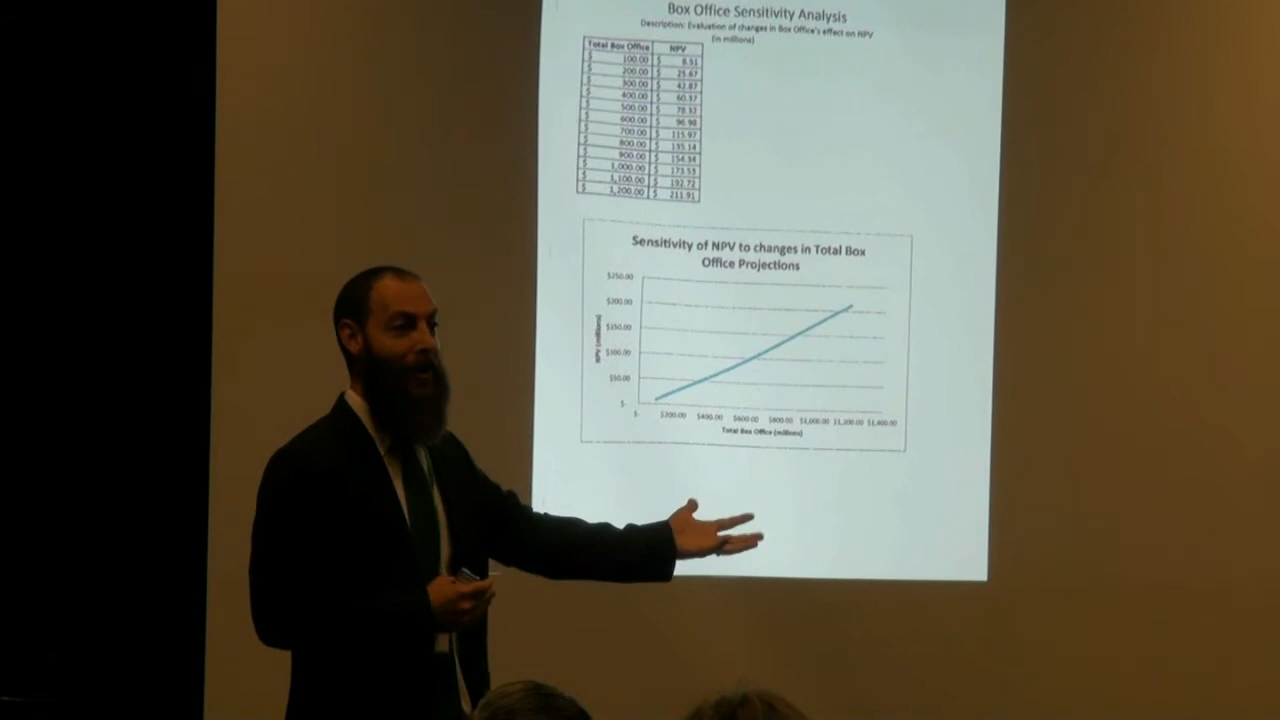 Box Office Sensitivity Analysis
Description: Evaluation of changes in Box Office's effect on NPV
(in millions)
Total Box Office NPV
$ 100.00 $ 8.51
$ 200.00 $ 25.67
$ 300.00 $ 42.87
$ 400.00 $ 60.37
$ 500.00 $
$ 600.00 $ 96.98
$ 700.00 $ 115.97
$ 800.00 $ 135.14
$ 900.00 $ 154.34
$ 1,000.00 $ 173.53
$ 1,100.00 $ 192.72
$ 1,200.00 $ 211.91
Sensitivity of NPV to changes in Total Box
Office Projections
$250.00
$200.00
$150.00
$100.00
$50.00
$-
NPV (millions)
$- $200.00 $400.00 $600.00 $800.00 $1,000.00 $1,200.00 $1,400.00
Total Box Office (millions)